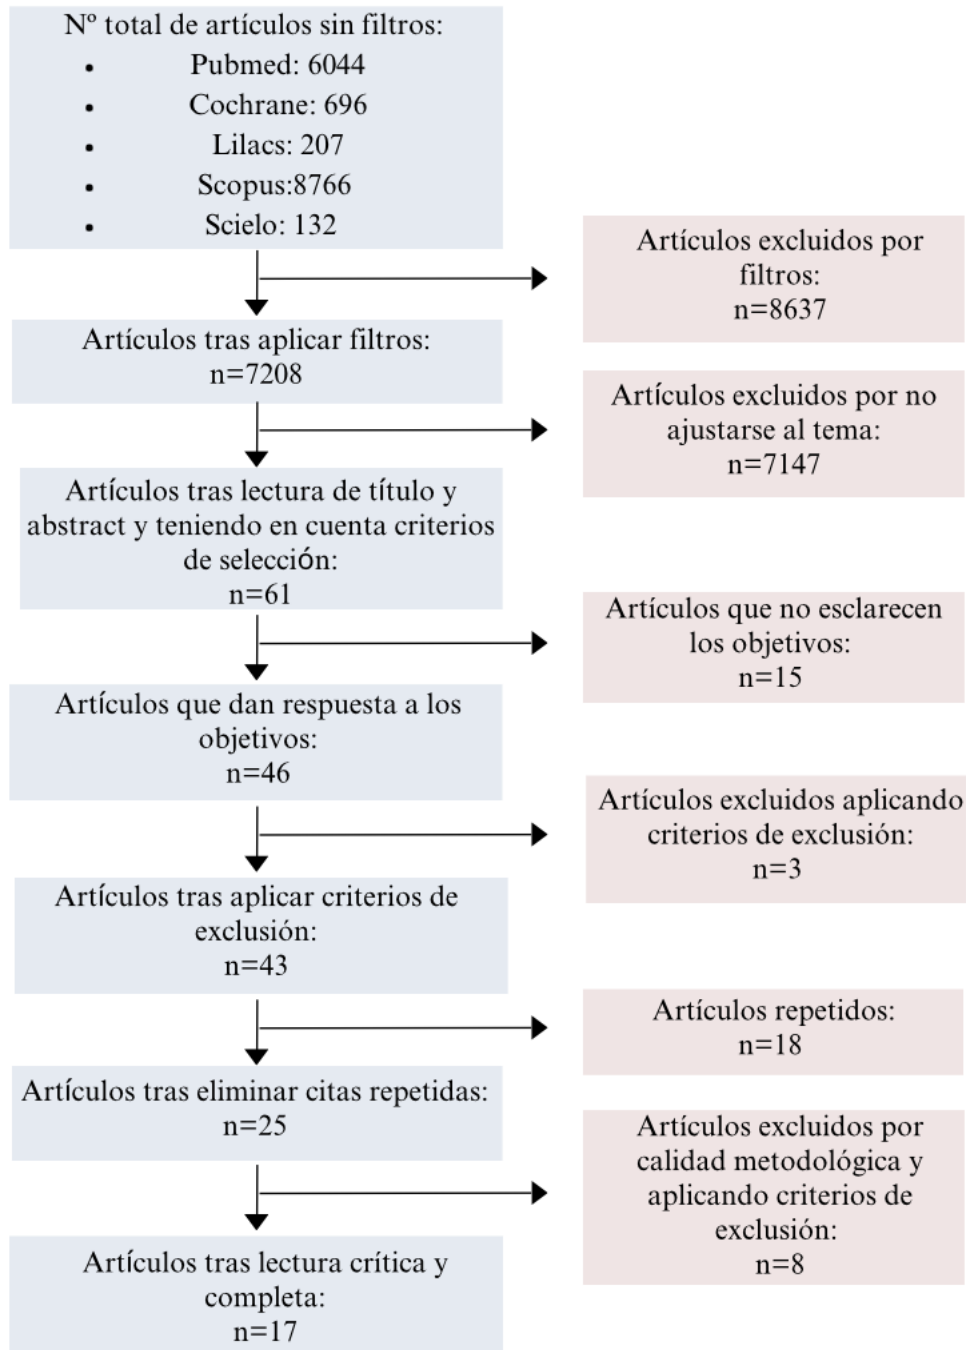 Nº total de artículos sin filtros:
• Pubmed: 6044
• Cochrane: 696
• Lilacs: 207
• Scopus:8766
• Scielo: 132
Artículos excluidos por
filtros:
n=8637
Artículos tras aplicar filtros:
n=7208
Artículos excluidos por no
ajustarse al tema:
n=7147
Artículos tras lectura de título y
abstract y teniendo en cuenta criterios
de selección:
n=61
Artículos que no esclarecen
los objetivos:
n=15
Artículos que dan respuesta a los
objetivos:
n=46
Artículos excluidos aplicando
criterios de exclusión:
n=3
Artículos tras aplicar criterios de
exclusión:
n=43
Artículos repetidos:
n=18
Artículos tras eliminar citas repetidas:
n=25
Artículos excluidos por
calidad metodológica y
aplicando criterios de
exclusión:
n=8
Artículos tras lectura crítica y
completa:
n=17